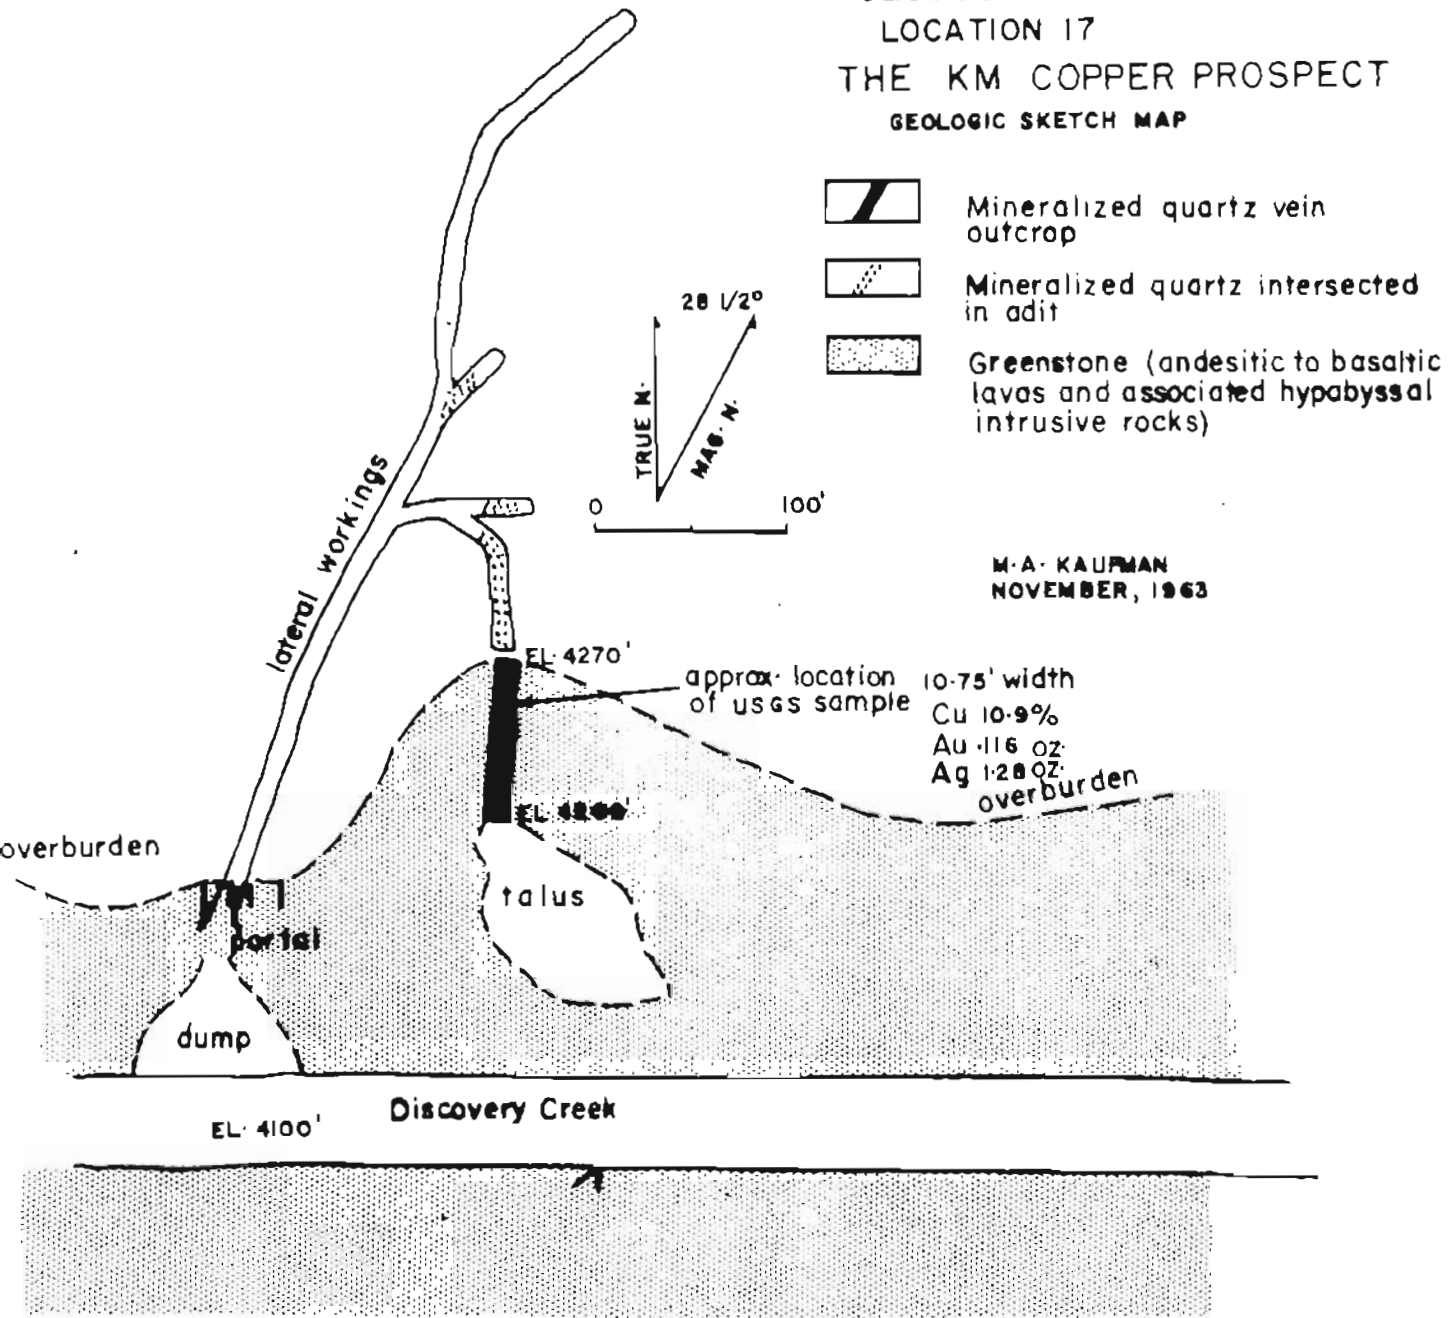 LOCATION 17
THE KM COPPER PROSPECT
GEOLOGIC SKETCH MAP
Mineralized quartz vein
outcrop
Mineralized quartz intersected
in adit
Greenstone (andesitic to basaltic
lavas and associated hypabyssal
intrusive rocks)
28 1/2°
TRUE N.
MAG. N.
0 100'
lateral workings
M.A. KAUFMAN
NOVEMBER, 1963
EL. 4270'
approx. location
of USGS sample
10.75' width
Cu 10.9%
Au .116 oz.
Ag 1.28 oz.
overburden
EL
overburden
talus
portal
dump
Discovery Creek
EL. 4100'